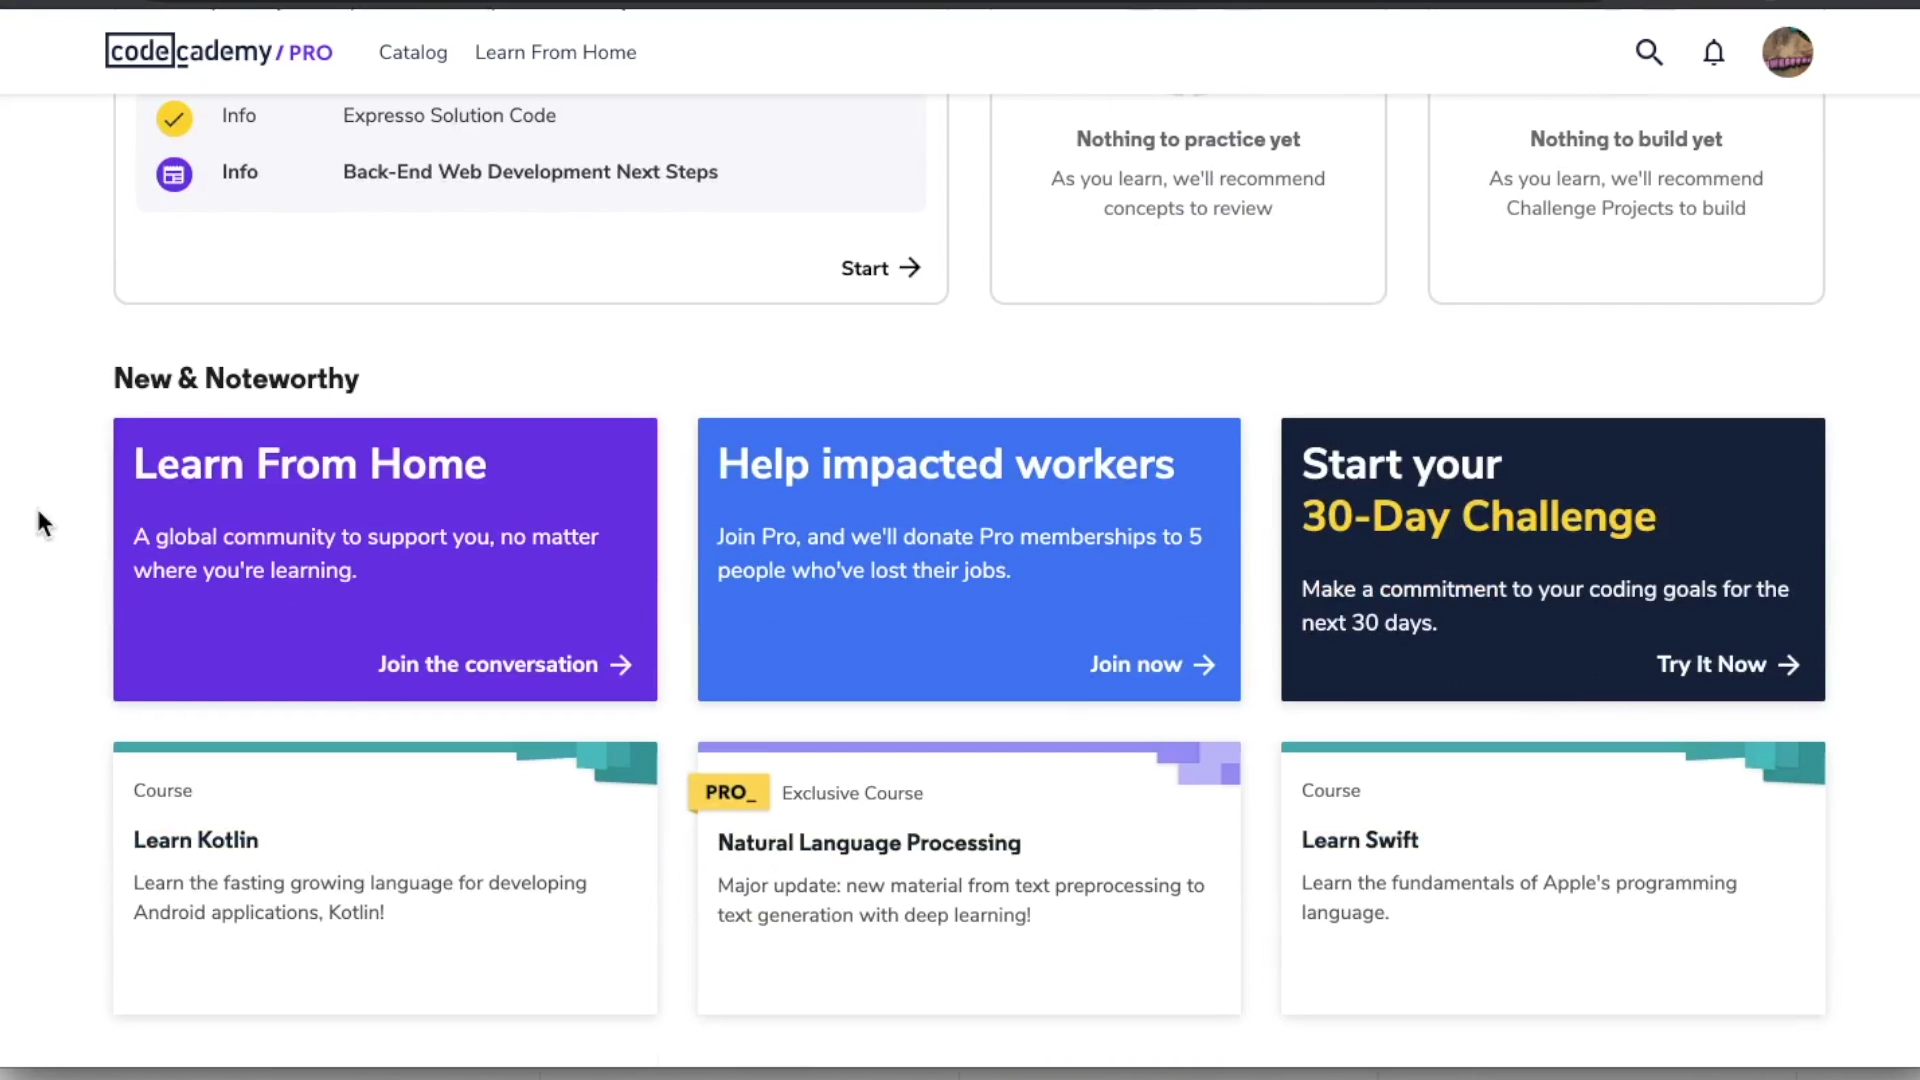 codecademy/PRO Catalog Learn From Home
Info Expresso Solution Code
Info Back-End Web Development Next Steps
Start
Nothing to practice yet
As you learn, we'll recommend
concepts to review
Nothing to build yet
As you learn, we'll recommend
Challenge Projects to build
New & Noteworthy
Learn From Home
A global community to support you, no matter
where you're learning.
Join the conversation
Help impacted workers
Join Pro, and we'll donate Pro memberships to 5
people who've lost their jobs.
Join now
Start your
30-Day Challenge
Make a commitment to your coding goals for the
next 30 days.
Try It Now
Course
Learn Kotlin
Learn the fasting growing language for developing
Android applications, Kotlin!
PRO_ Exclusive Course
Natural Language Processing
Major update: new material from text preprocessing to
text generation with deep learning!
Course
Learn Swift
Learn the fundamentals of Apple's programming
language.